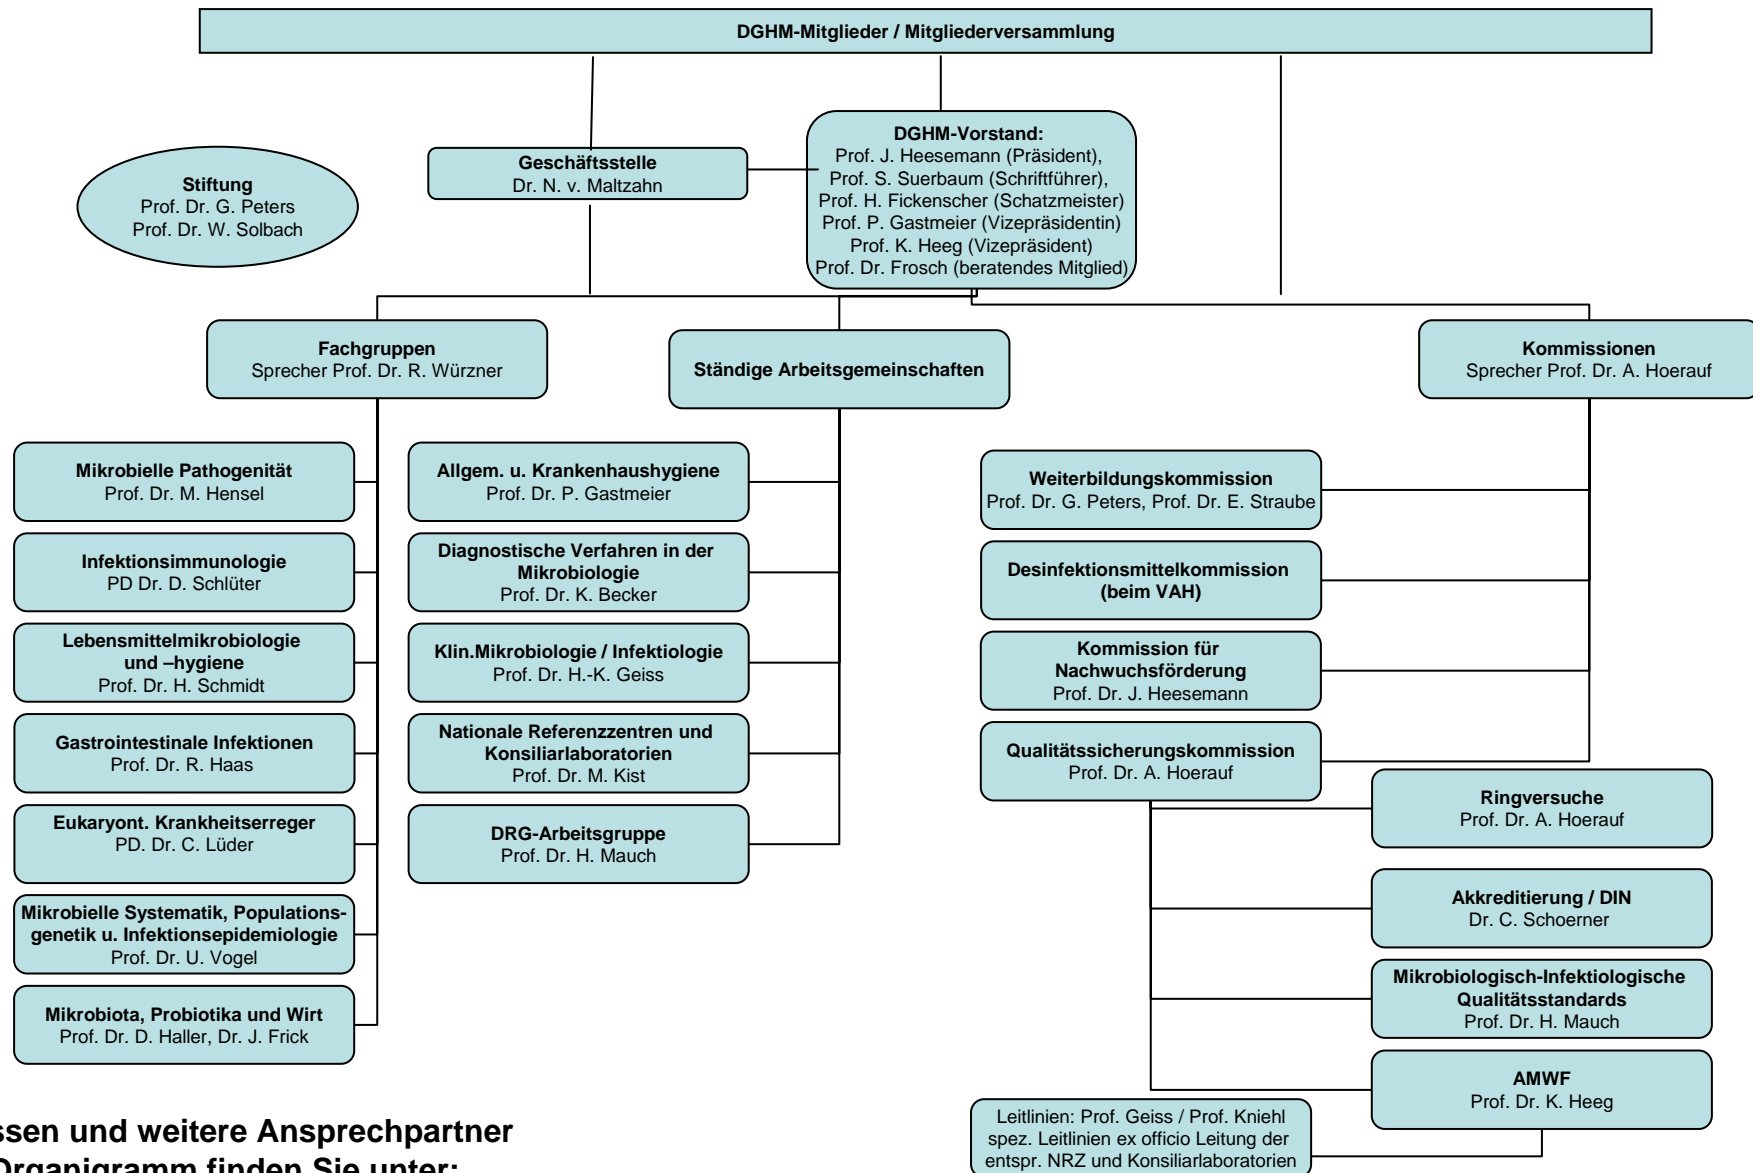 DGHM-Mitglieder / Mitgliederversammlung
DGHM-Vorstand:
Prof. J. Heesemann (Präsident),
Prof. S. Suerbaum (Schriftführer),
Prof. H. Fickenscher (Schatzmeister)
Prof. P. Gastmeier (Vizepräsidentin)
Prof. K. Heeg (Vizepräsident)
Prof. Dr. Frosch (beratendes Mitglied)
Geschäftsstelle
Dr. N. v. Maltzahn
Stiftung
Prof. Dr. G. Peters
Prof. Dr. W. Solbach
Fachgruppen
Sprecher Prof. Dr. R. Würzner
Ständige Arbeitsgemeinschaften
Kommissionen
Sprecher Prof. Dr. A. Hoerauf
Mikrobielle Pathogenität
Prof. Dr. M. Hensel
Infektionsimmunologie
PD Dr. D. Schlüter
Lebensmittelmikrobiologie
und –hygiene
Prof. Dr. H. Schmidt
Gastrointestinale Infektionen
Prof. Dr. R. Haas
Eukaryont. Krankheitserreger
PD. Dr. C. Lüder
Mikrobielle Systematik, Populations-
genetik u. Infektionsepidemiologie
Prof. Dr. U. Vogel
Mikrobiota, Probiotika und Wirt
Prof. Dr. D. Haller, Dr. J. Frick
Allgem. u. Krankenhaushygiene
Prof. Dr. P. Gastmeier
Diagnostische Verfahren in der
Mikrobiologie
Prof. Dr. K. Becker
Klin.Mikrobiologie / Infektiologie
Prof. Dr. H.-K. Geiss
Nationale Referenzzentren und
Konsiliarlaboratorien
Prof. Dr. M. Kist
DRG-Arbeitsgruppe
Prof. Dr. H. Mauch
Weiterbildungskommission
Prof. Dr. G. Peters, Prof. Dr. E. Straube
Desinfektionsmittelkommission
(beim VAH)
Kommission für
Nachwuchsförderung
Prof. Dr. J. Heesemann
Qualitätssicherungskommission
Prof. Dr. A. Hoerauf
Ringversuche
Prof. Dr. A. Hoerauf
Akkreditierung / DIN
Dr. C. Schoerner
Mikrobiologisch-Infektiologische
Qualitätsstandards
Prof. Dr. H. Mauch
AMWF
Prof. Dr. K. Heeg
Leitlinien: Prof. Geiss / Prof. Kniehl
spez. Leitlinien ex officio Leitung der
entspr. NRZ und Konsiliarlaboratorien
ssen und weitere Ansprechpartner
Organigramm finden Sie unter: